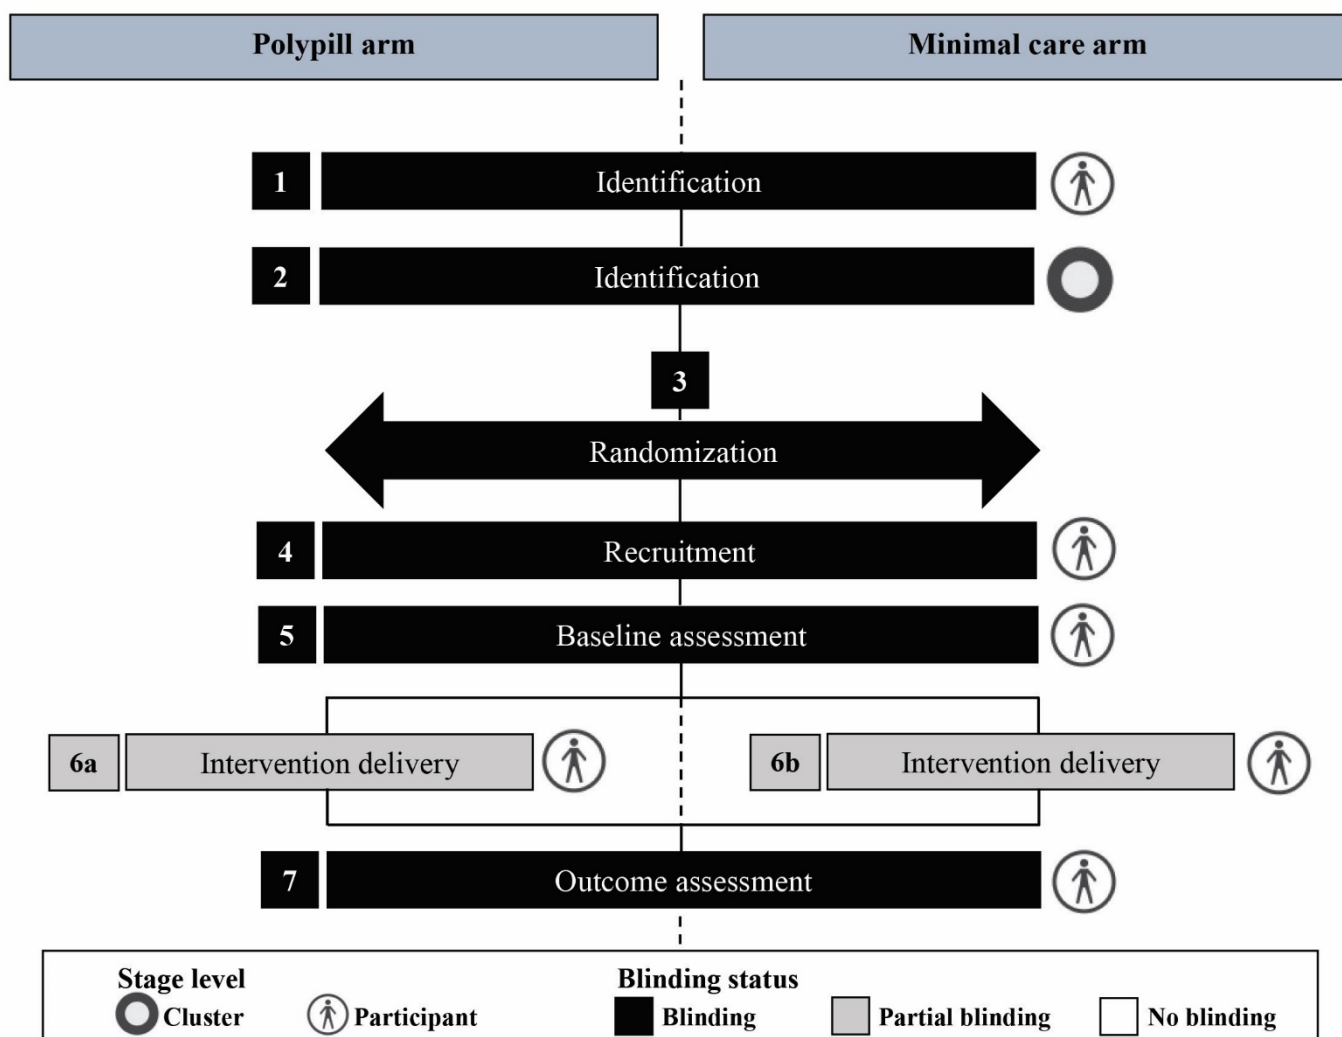 Polypill arm
Minimal care arm
1 Identification
2 Identification
3
Randomization
4 Recruitment
5 Baseline assessment
6a Intervention delivery
6b Intervention delivery
7 Outcome assessment
Stage level
Cluster Participant
Blinding status
Blinding Partial blinding No blinding